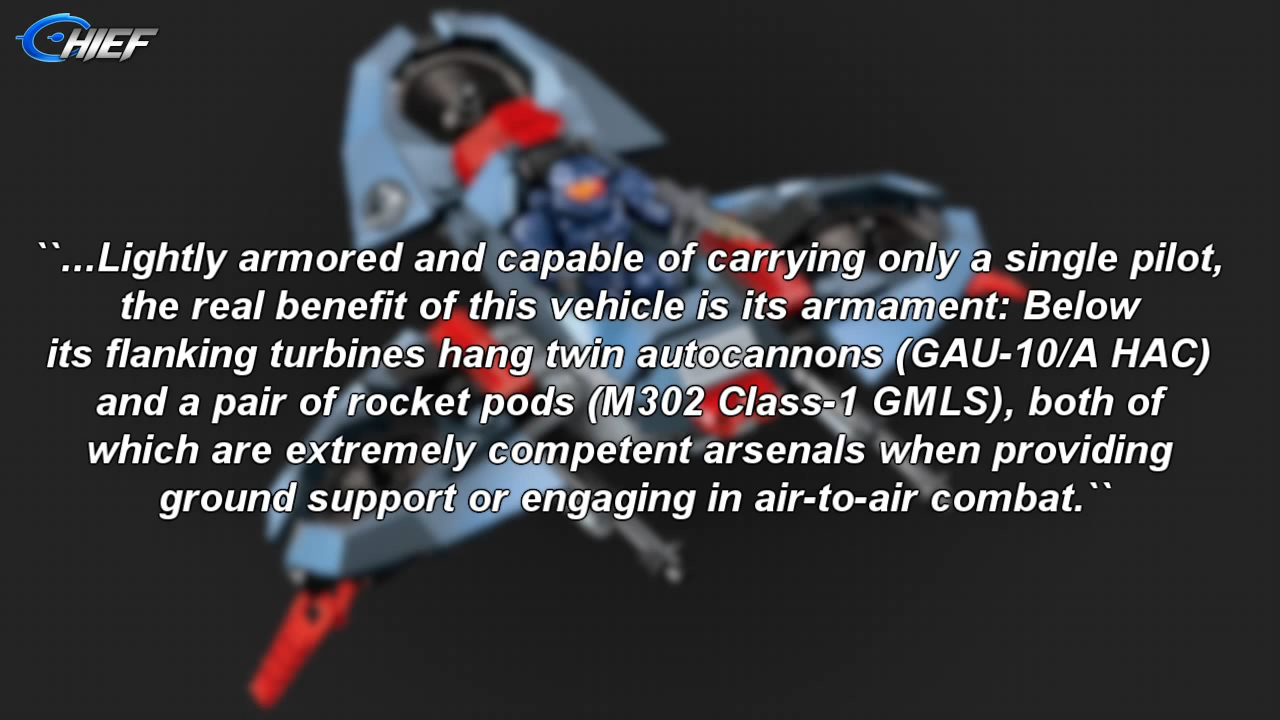 CHIEF
``...Lightly armored and capable of carrying only a single pilot,
the real benefit of this vehicle is its armament: Below
its flanking turbines hang twin autocannons (GAU-10/A HAC)
and a pair of rocket pods (M302 Class-1 GMLS), both of
which are extremely competent arsenals when providing
ground support or engaging in air-to-air combat.``